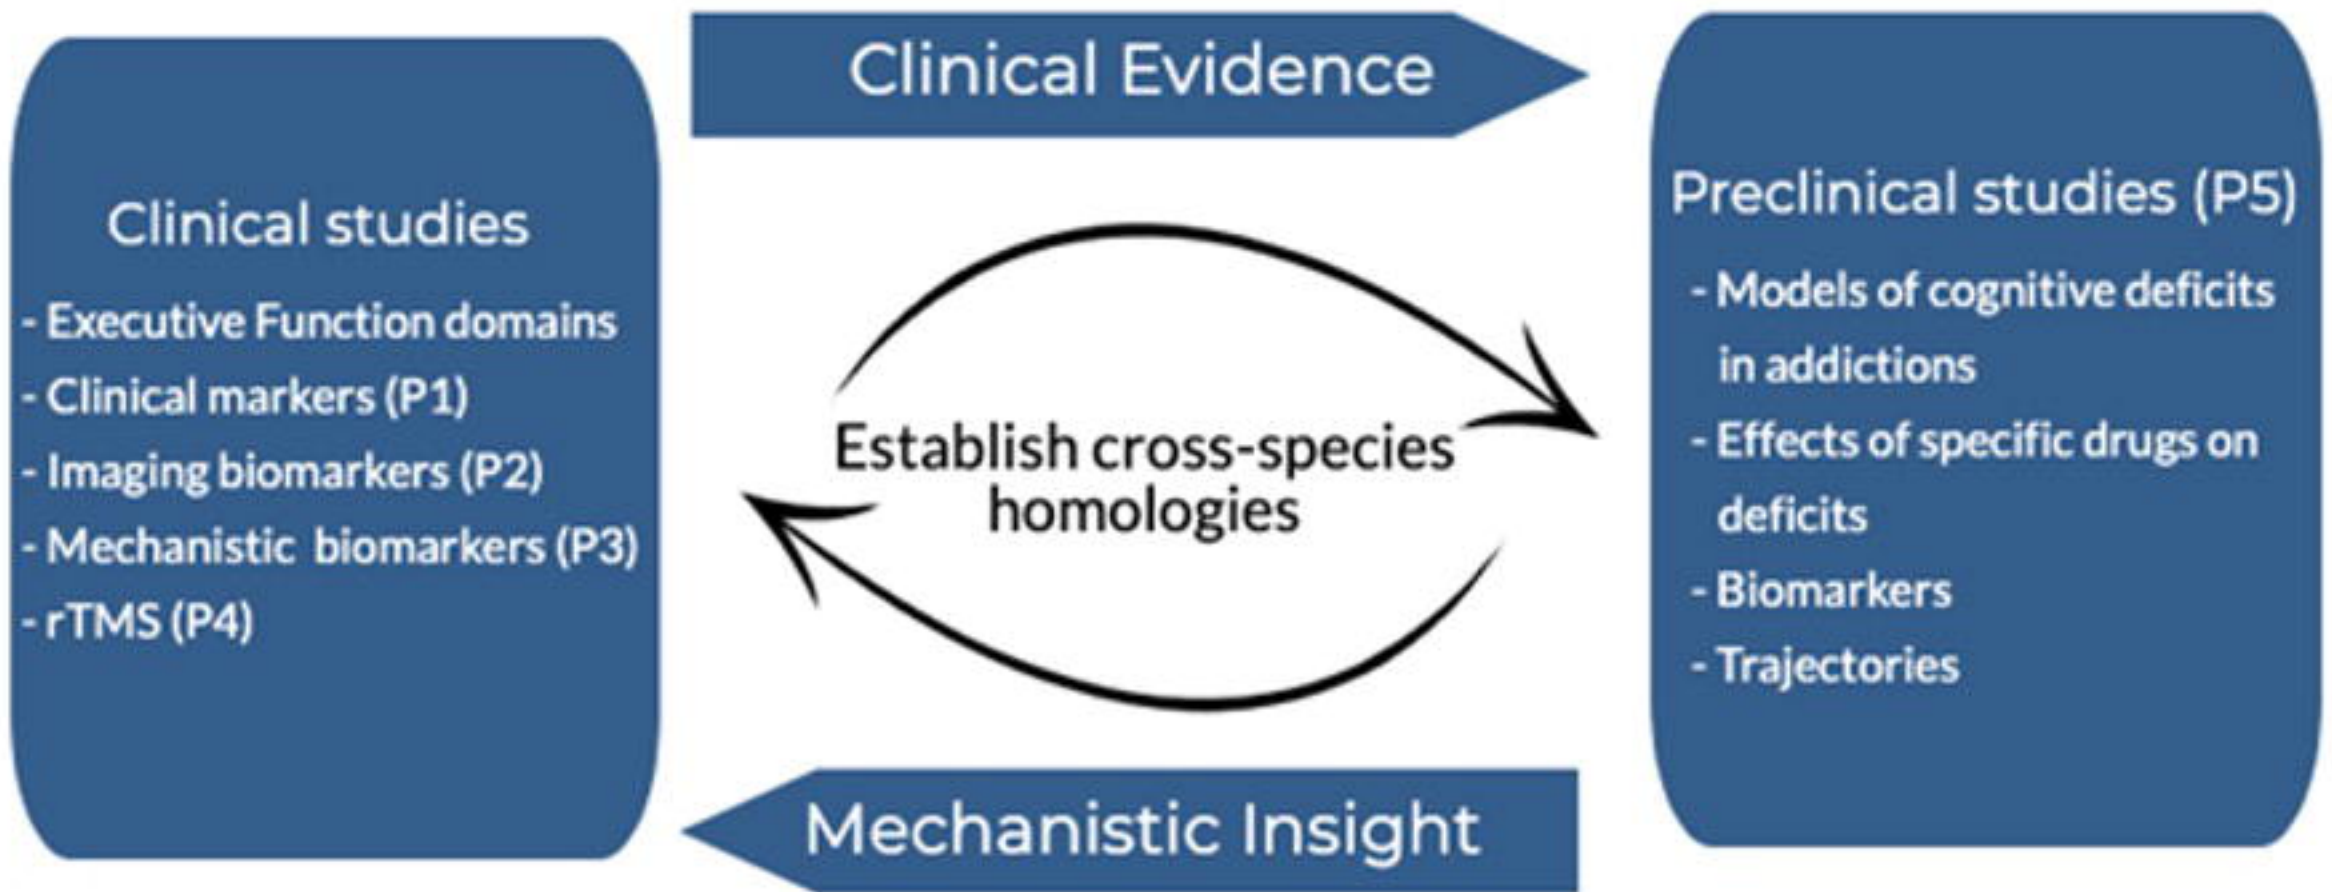 Clinical Evidence
Clinical studies
- Executive Function domains
- Clinical markers (P1)
- Imaging biomarkers (P2)
- Mechanistic  biomarkers (P3)
- rTMS (P4)
Establish cross-species
homologies
Mechanistic Insight
Preclinical studies (P5)
- Models of cognitive deficits
in addictions
- Effects of specific drugs on
deficits
- Biomarkers
- Trajectories